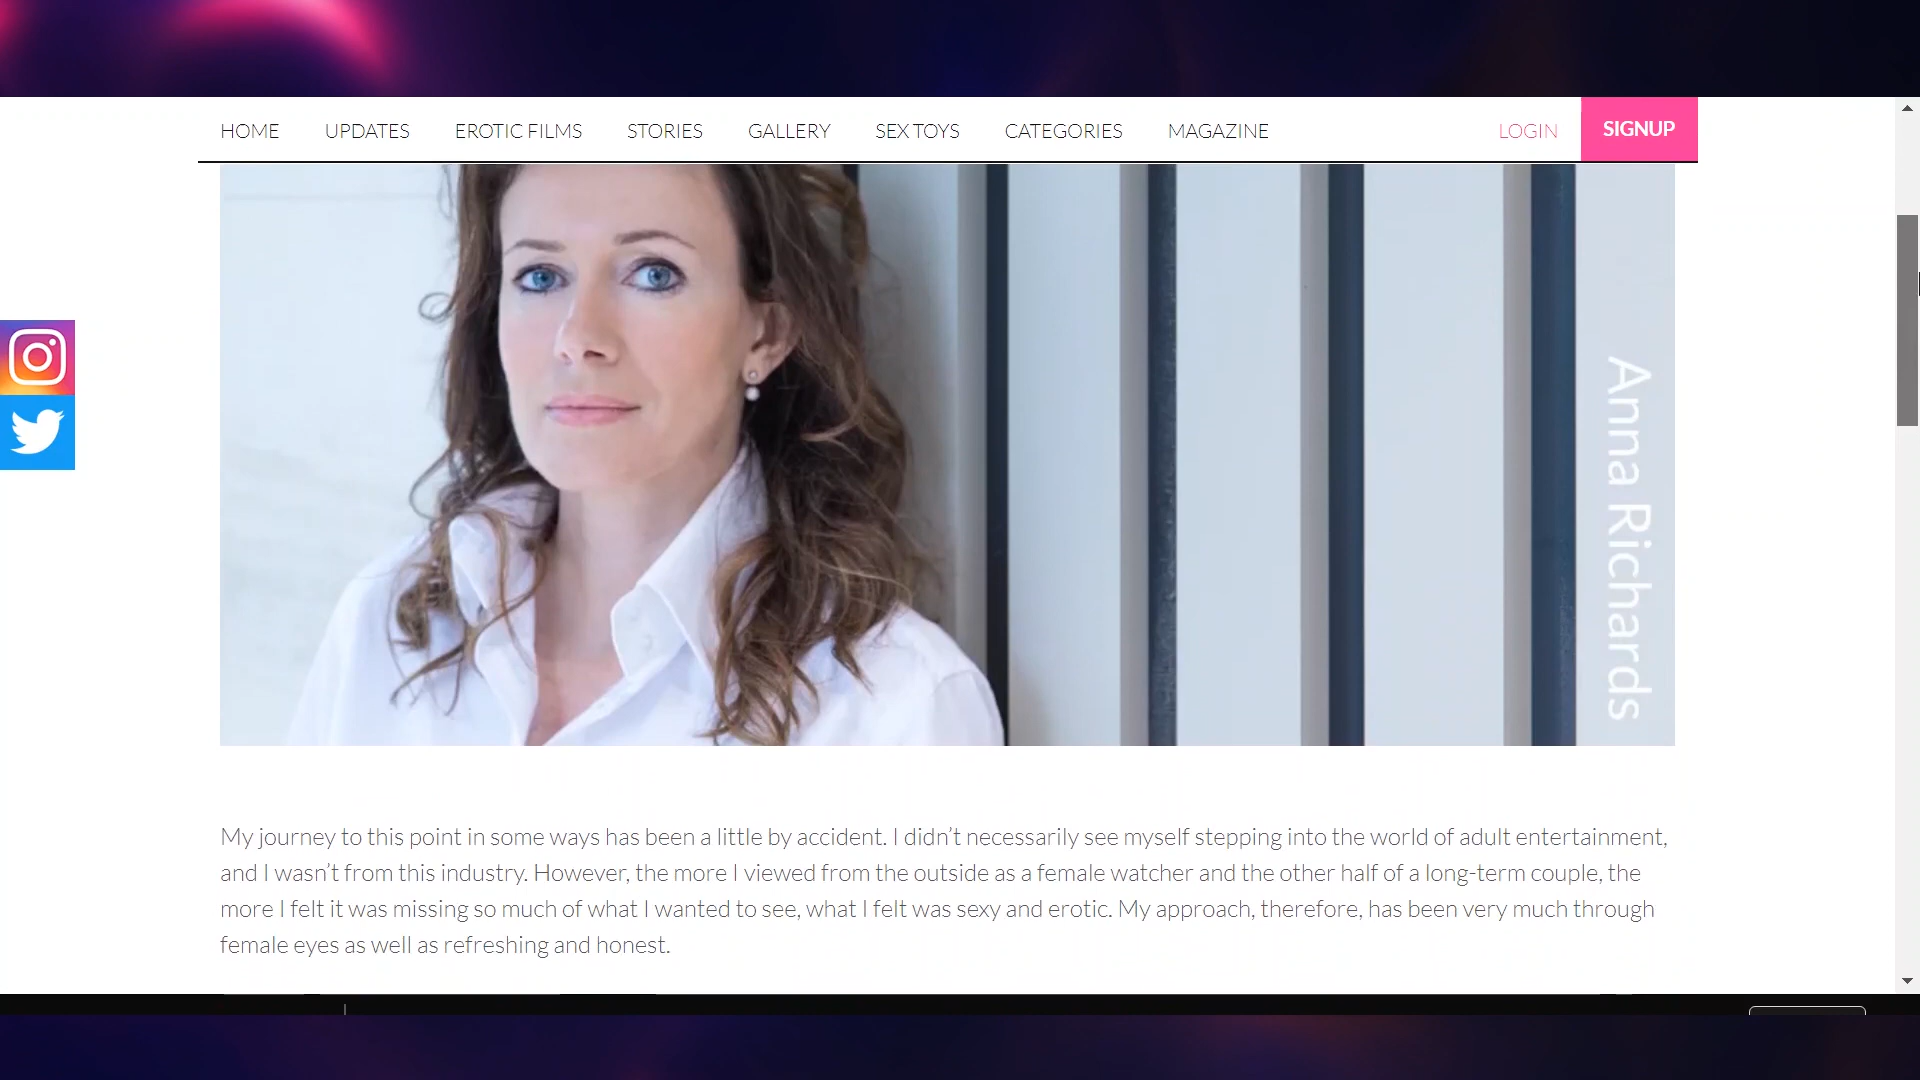 HOME UPDATES EROTIC FILMS STORIES GALLERY SEX TOYS CATEGORIES MAGAZINE LOGIN SIGNUP
Anna Richards
My journey to this point in some ways has been a little by accident. I didn’t necessarily see myself stepping into the world of adult entertainment,
and I wasn’t from this industry. However, the more I viewed from the outside as a female watcher and the other half of a long-term couple, the
more I felt it was missing so much of what I wanted to see, what I felt was sexy and erotic. My approach, therefore, has been very much through
female eyes as well as refreshing and honest.